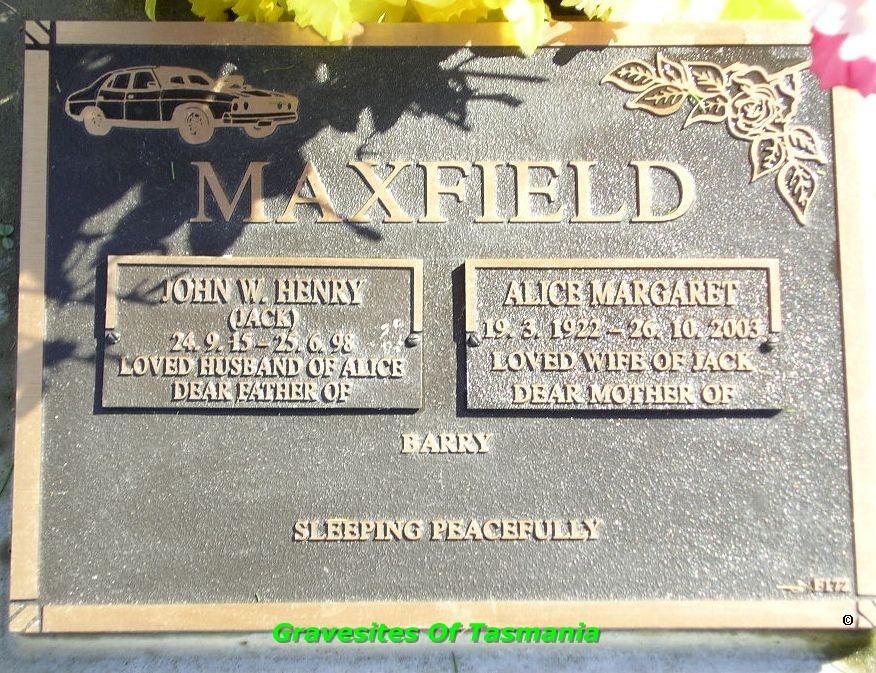 MAXFIELD
JOHN W. HENRY
(JACK)
24. 9. 15 – 25. 6. 98
LOVED HUSBAND OF ALICE
DEAR FATHER OF
ALICE MARGARET
19. 3. 1922 – 26. 10. 2003
LOVED WIFE OF JACK
DEAR MOTHER OF
BARRY
SLEEPING PEACEFULLY
F172
©
Gravesites Of Tasmania